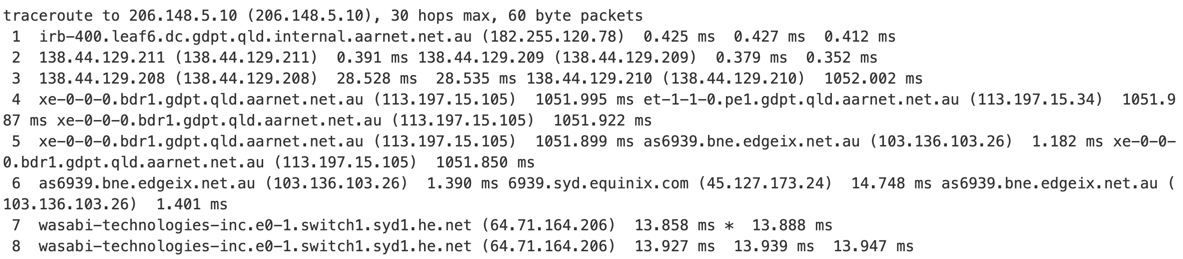 traceroute to 206.148.5.10 (206.148.5.10), 30 hops max, 60 byte packets
 1  irb-400.leaf6.dc.gdpt.qld.internal.aarnet.net.au (182.255.120.78)  0.425 ms  0.427 ms  0.412 ms
 2  138.44.129.211 (138.44.129.211)  0.391 ms 138.44.129.209 (138.44.129.209)  0.379 ms  0.352 ms
 3  138.44.129.208 (138.44.129.208)  28.528 ms  28.535 ms 138.44.129.210 (138.44.129.210)  1052.002 ms
 4  xe-0-0-0.bdr1.gdpt.qld.aarnet.net.au (113.197.15.105)  1051.995 ms et-1-1-0.pe1.gdpt.qld.aarnet.net.au (113.197.15.34)  1051.9
87 ms xe-0-0-0.bdr1.gdpt.qld.aarnet.net.au (113.197.15.105)  1051.922 ms
 5  xe-0-0-0.bdr1.gdpt.qld.aarnet.net.au (113.197.15.105)  1051.899 ms as6939.bne.edgeix.net.au (103.136.103.26)  1.182 ms xe-0-0-
0.bdr1.gdpt.qld.aarnet.net.au (113.197.15.105)  1051.850 ms
 6  as6939.bne.edgeix.net.au (103.136.103.26)  1.390 ms 6939.syd.equinix.com (45.127.173.24)  14.748 ms as6939.bne.edgeix.net.au (
103.136.103.26)  1.401 ms
 7  wasabi-technologies-inc.e0-1.switch1.syd1.he.net (64.71.164.206)  13.858 ms *  13.888 ms
 8  wasabi-technologies-inc.e0-1.switch1.syd1.he.net (64.71.164.206)  13.927 ms  13.939 ms  13.947 ms